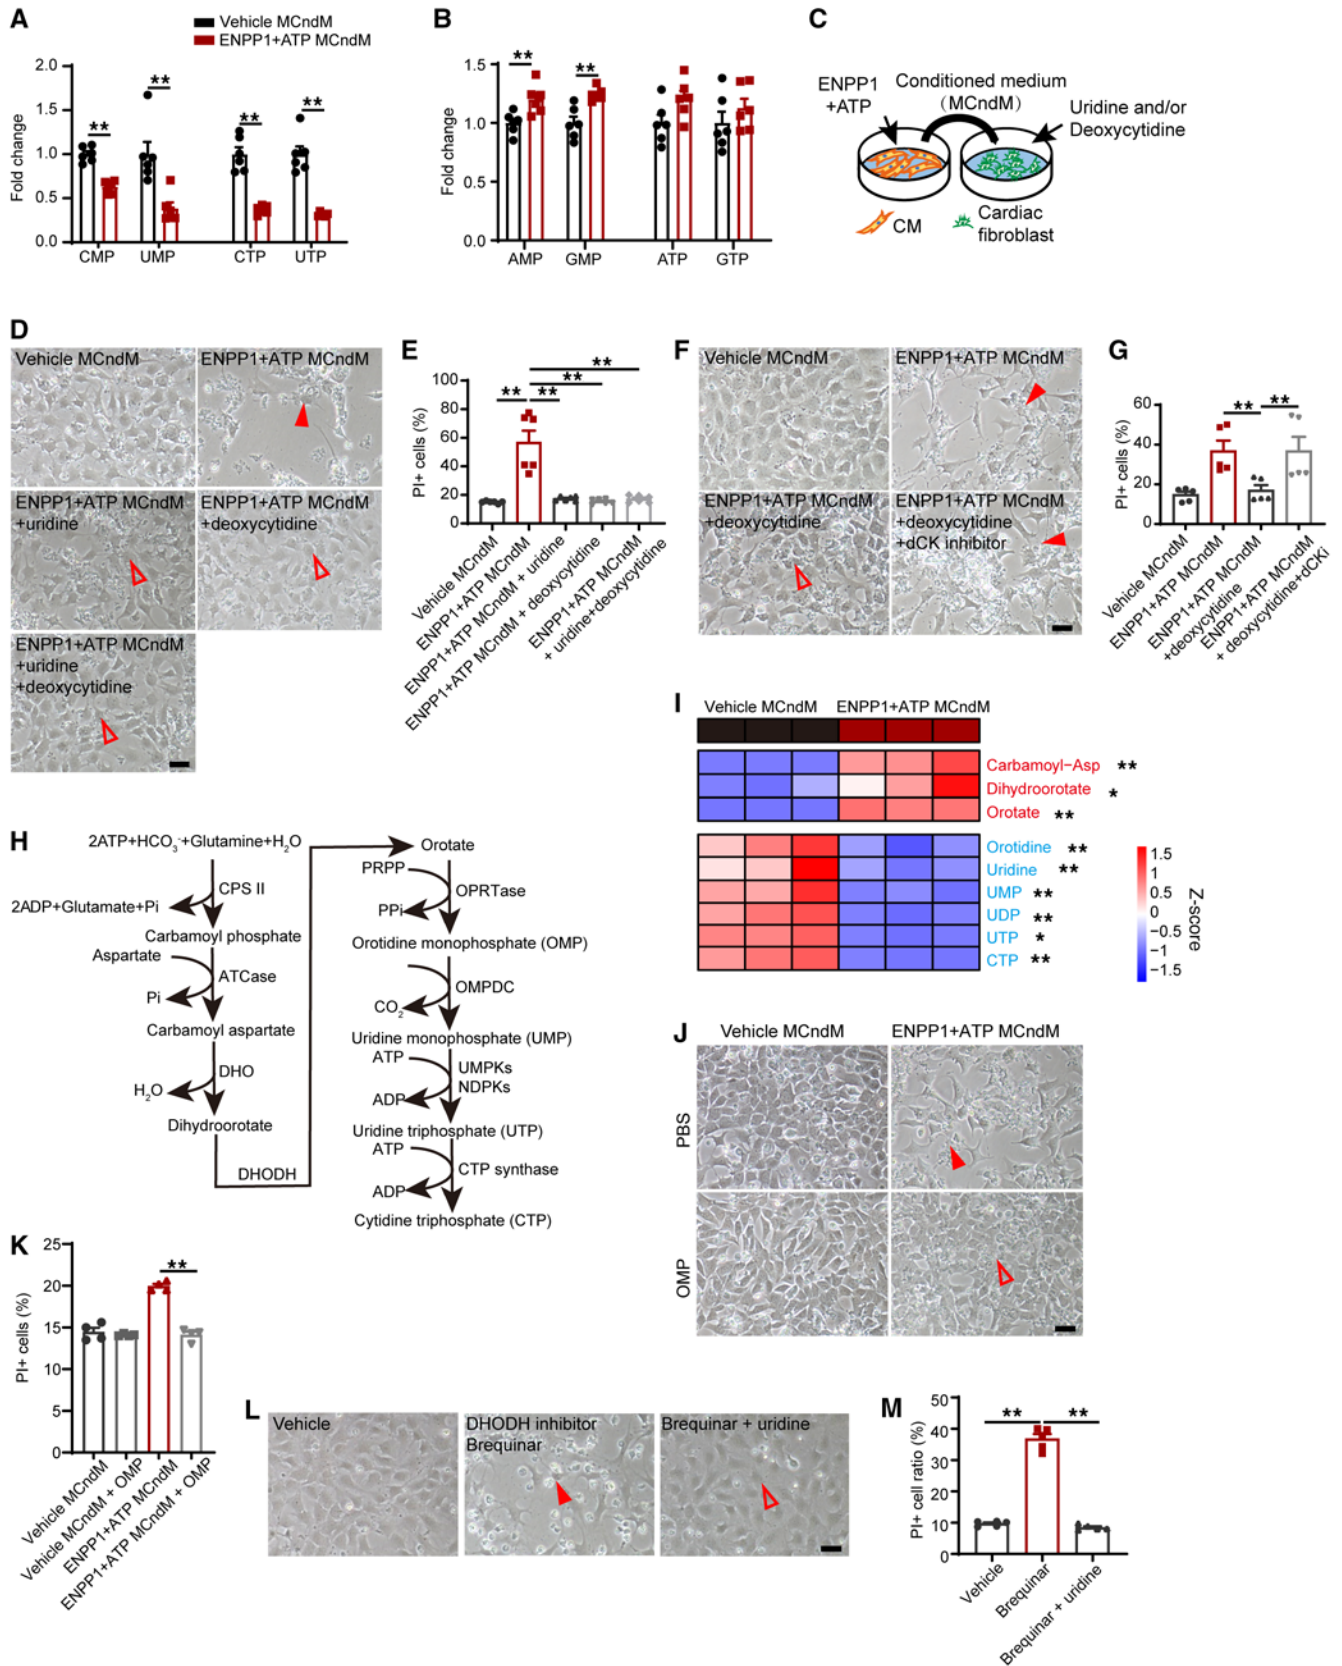 A
Vehicle MCndM
ENPP1+ATP MCndM
Fold change
2.0
1.5
1.0
0.5
0.0
**
**
**
**
CMP
UMP
CTP
UTP
B
Fold change
1.5
1.0
0.5
0.0
**
**
AMP
GMP
ATP
GTP
C
ENPP1
+ATP
Conditioned medium
(MCndM)
Uridine and/or
Deoxycytidine
CM
Cardiac
fibroblast
D
Vehicle MCndM
ENPP1+ATP MCndM
ENPP1+ATP MCndM
+uridine
ENPP1+ATP MCndM
+deoxycytidine
ENPP1+ATP MCndM
+uridine
+deoxycytidine
E
PI+ cells (%)
100
80
60
40
20
0
**
**
**
**
Vehicle MCndM
ENPP1+ATP MCndM
ENPP1+ATP MCndM + uridine
ENPP1+ATP MCndM + deoxycytidine
ENPP1+ATP MCndM
+ uridine+deoxycytidine
F
Vehicle MCndM
ENPP1+ATP MCndM
ENPP1+ATP MCndM
+deoxycytidine
ENPP1+ATP MCndM
+deoxycytidine
+dCK inhibitor
G
PI+ cells (%)
60
40
20
0
**
**
Vehicle MCndM
ENPP1+ATP MCndM
ENPP1+ATP MCndM
+deoxycytidine
ENPP1+ATP MCndM
+ deoxycytidine+dCKi
H
2ATP+HCO3-+Glutamine+H2O
CPS II
2ADP+Glutamate+Pi
Carbamoyl phosphate
Aspartate
ATCase
Pi
Carbamoyl aspartate
DHO
H2O
Dihydroorotate
DHODH
Orotate
PRPP
OPRTase
PPi
Orotidine monophosphate (OMP)
OMPDC
CO2
Uridine monophosphate (UMP)
ATP
UMPKs
NDPKs
ADP
Uridine triphosphate (UTP)
ATP
CTP synthase
ADP
Cytidine triphosphate (CTP)
I
Vehicle MCndM
ENPP1+ATP MCndM
Carbamoyl−Asp **
Dihydroorotate *
Orotate **
Orotidine **
Uridine **
UMP **
UDP **
UTP *
CTP **
1.5
1
0.5
0
−0.5
−1
−1.5
Z-score
J
Vehicle MCndM
ENPP1+ATP MCndM
PBS
OMP
K
PI+ cells (%)
25
20
15
10
5
0
**
Vehicle MCndM
Vehicle MCndM + OMP
ENPP1+ATP MCndM
ENPP1+ATP MCndM + OMP
L
Vehicle
DHODH inhibitor
Brequinar
Brequinar + uridine
M
PI+ cell ratio (%)
50
40
30
20
10
0
**
**
Vehicle
Brequinar
Brequinar + uridine